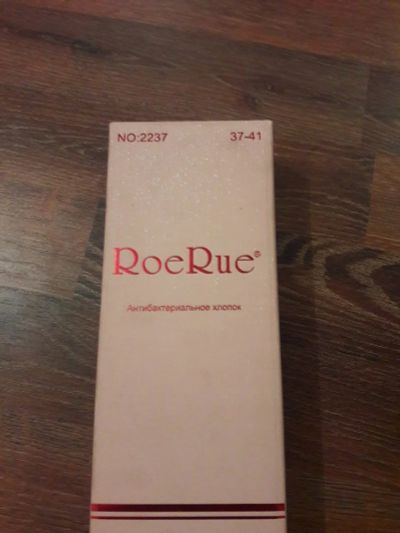 NO:2237 37-41
RoeRue®
Антибактериальное хлопок